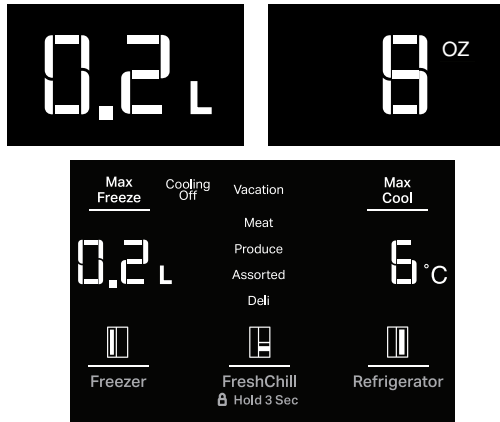 0.2 L
8 OZ
Max Freeze
Cooling Off
Vacation
Max Cool
Meat
Produce
Assorted
Deli
0.2 L
6 °C
Freezer
FreshChill
Refrigerator
Hold 3 Sec